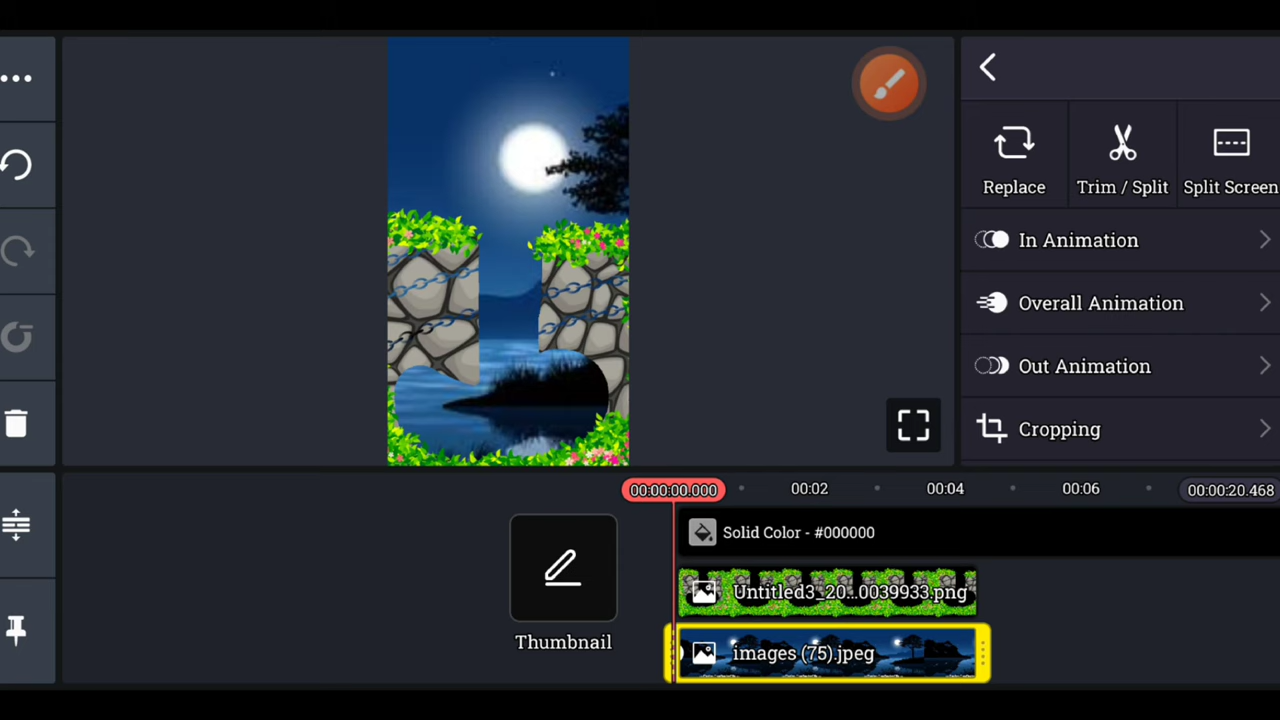 Replace
Trim / Split
Split Screen
In Animation
Overall Animation
Out Animation
Cropping
00:00:00.000
00:02
00:04
00:06
00:00:20.468
Solid Color - #000000
Untitled3_20...0039933.png
images (75).jpeg
Thumbnail